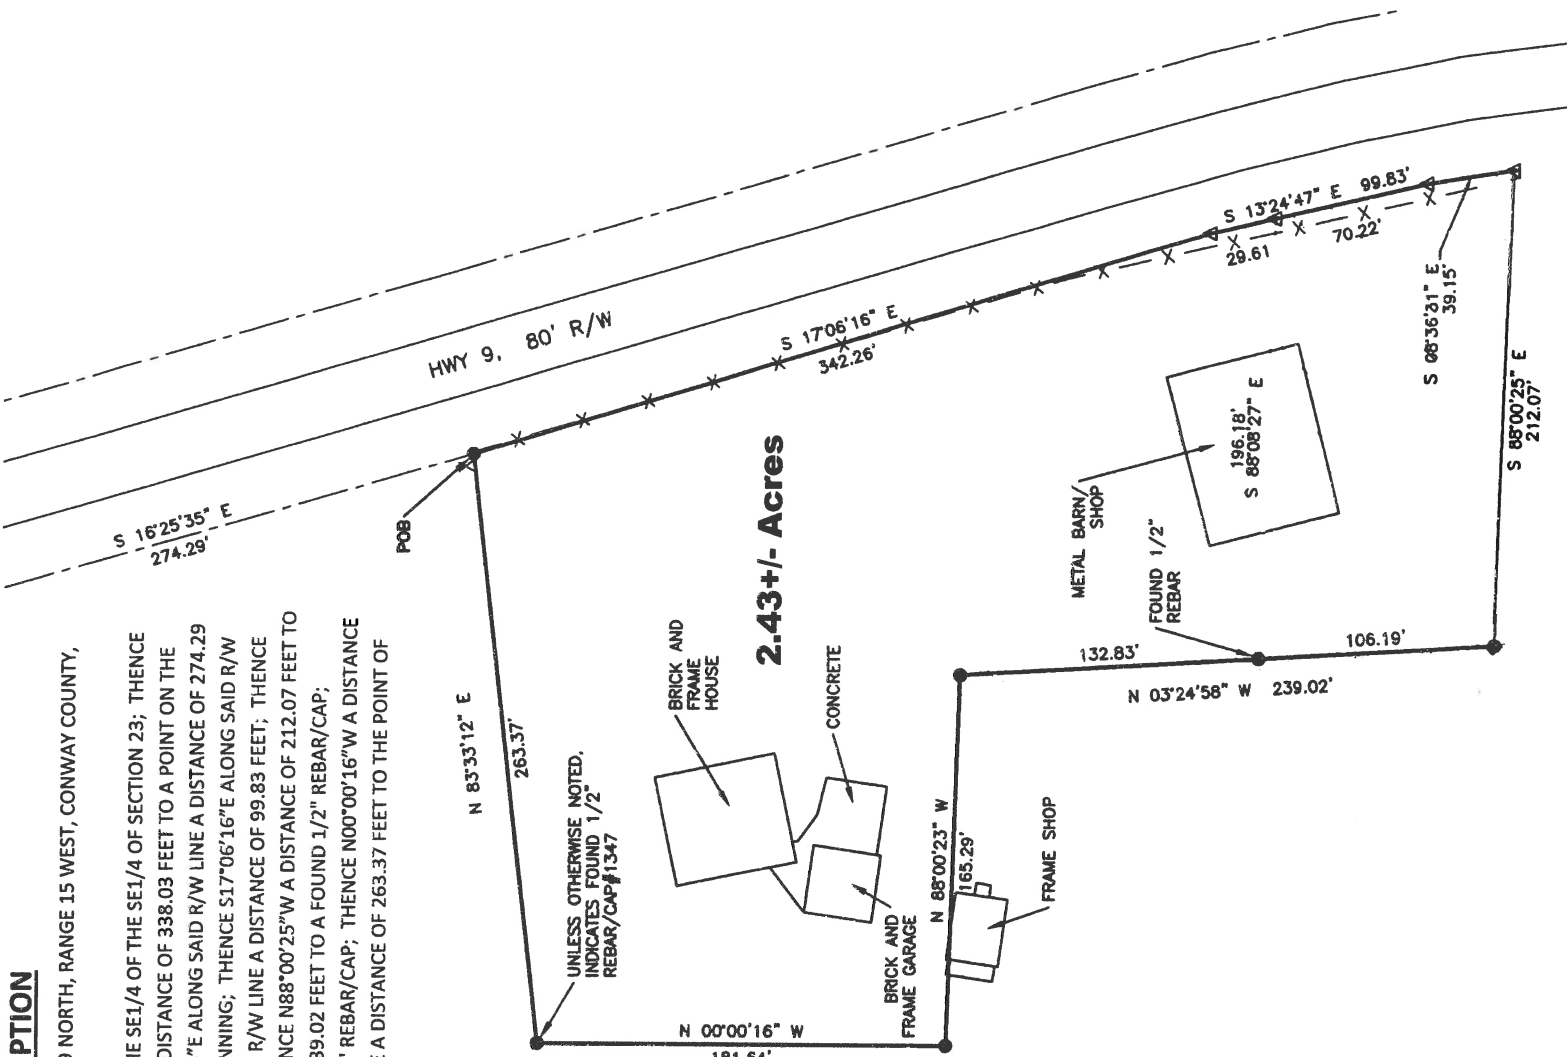 PTION
NORTH, RANGE 15 WEST, CONWAY COUNTY,
SE1/4 OF THE SE1/4 OF SECTION 23; THENCE
DISTANCE OF 338.03 FEET TO A POINT ON THE
"E ALONG SAID R/W LINE A DISTANCE OF 274.29
NNING; THENCE S17°06'16"E ALONG SAID R/W
R/W LINE A DISTANCE OF 99.83 FEET; THENCE
NCE N88°00'25"W A DISTANCE OF 212.07 FEET TO
39.02 FEET TO A FOUND 1/2" REBAR/CAP;
" REBAR/CAP; THENCE N00°00'16"W A DISTANCE
A DISTANCE OF 263.37 FEET TO THE POINT OF
S 16°25'35" E
274.29'
HWY 9, 80' R/W
POB
S 17°06'16" E
342.26'
S 13°24'47" E 99.83'
29.61
70.22'
S 08°36'31" E
39.15'
S 88°00'25" E
212.07'
N 83°33'12" E
263.37'
2.43+/- Acres
BRICK AND
FRAME
HOUSE
CONCRETE
UNLESS OTHERWISE NOTED,
INDICATES FOUND 1/2"
REBAR/CAP#1347
BRICK AND
FRAME GARAGE
METAL BARN/
SHOP
196.18'
S 88°08'27" E
FOUND 1/2"
REBAR
132.83'
106.19'
N 03°24'58" W 239.02'
N 88°00'23" W
165.29'
FRAME SHOP
N 00°00'16" W
181.64'